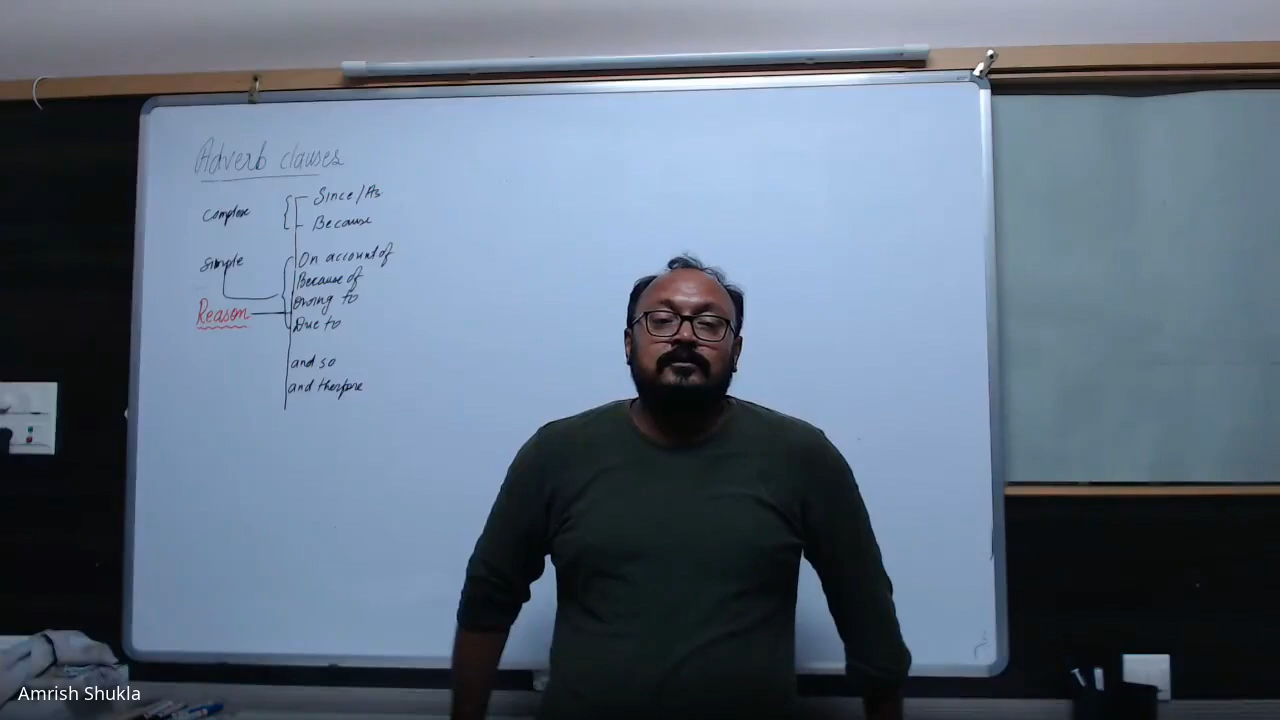 Adverb clauses
Since/As
Complex
Because
On account of
Simple
Because of
owing to
Reason
Due to
and so
and therefore
Amrish Shukla